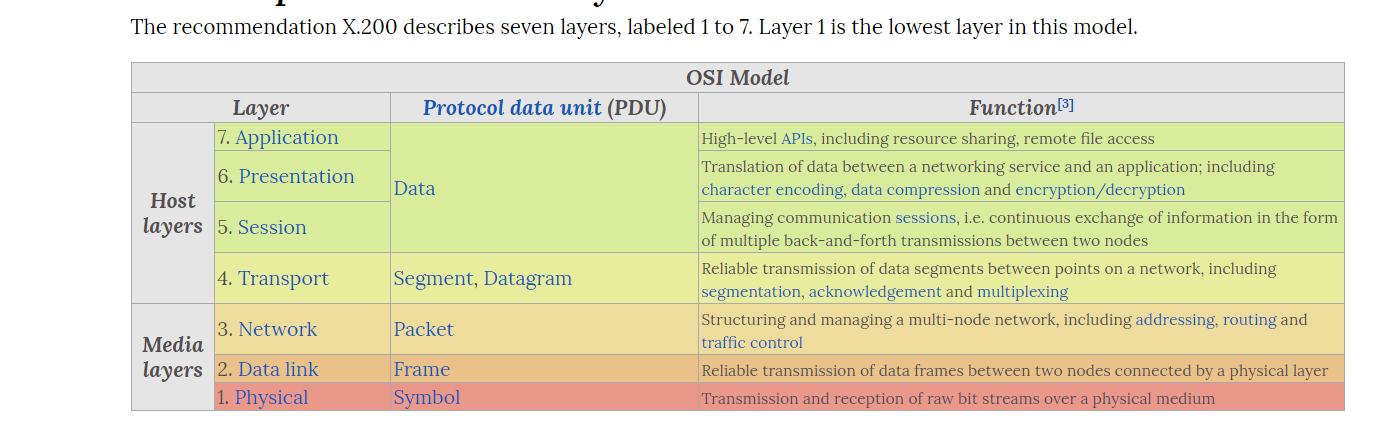 The recommendation X.200 describes seven layers, labeled 1 to 7. Layer 1 is the lowest layer in this model.
OSI Model
Layer Protocol data unit (PDU) Function[3]
Host layers
7. Application
Data
High-level APIs, including resource sharing, remote file access
6. Presentation
Translation of data between a networking service and an application; including
character encoding, data compression and encryption/decryption
5. Session
Managing communication sessions, i.e. continuous exchange of information in the form
of multiple back-and-forth transmissions between two nodes
4. Transport
Segment, Datagram
Reliable transmission of data segments between points on a network, including
segmentation, acknowledgement and multiplexing
Media layers
3. Network
Packet
Structuring and managing a multi-node network, including addressing, routing and
traffic control
2. Data link
Frame
Reliable transmission of data frames between two nodes connected by a physical layer
1. Physical
Symbol
Transmission and reception of raw bit streams over a physical medium